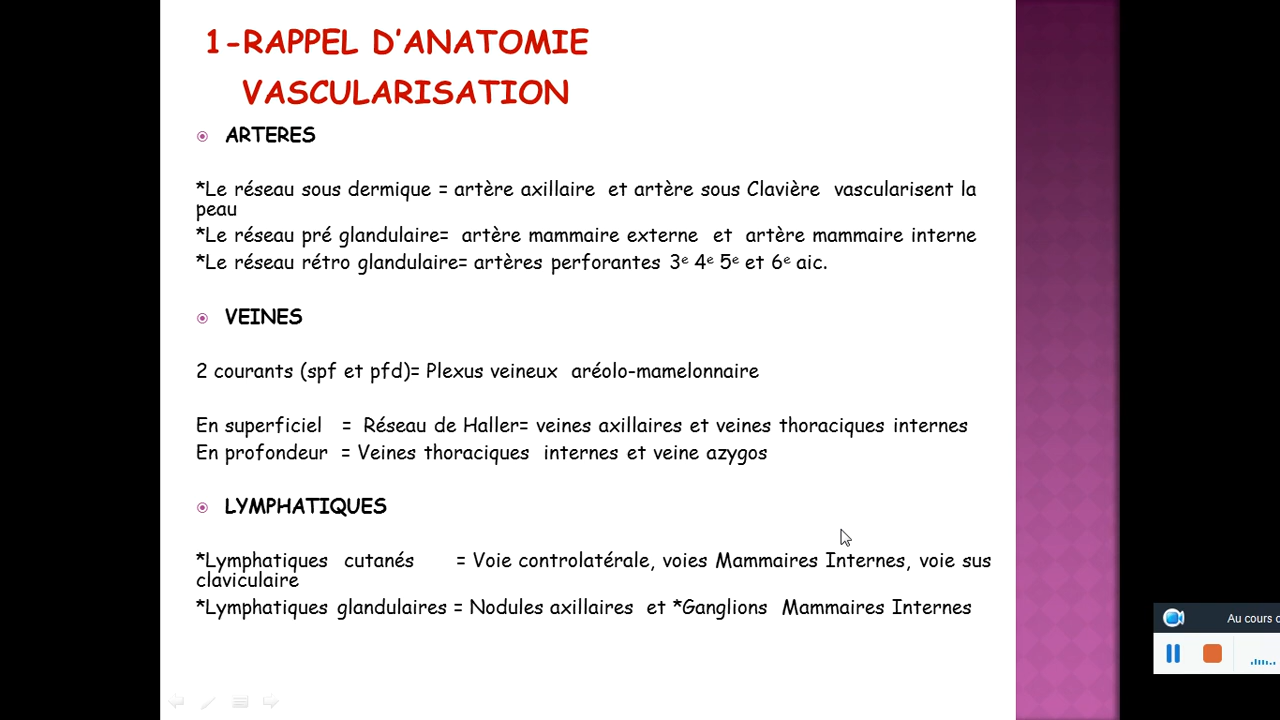 1-RAPPEL D’ANATOMIE
VASCULARISATION
ARTERES
*Le réseau sous dermique = artère axillaire et artère sous Clavière vascularisent la
peau
*Le réseau pré glandulaire= artère mammaire externe et artère mammaire interne
*Le réseau rétro glandulaire= artères perforantes 3e 4e 5e et 6e aic.
VEINES
2 courants (spf et pfd)= Plexus veineux aréolo-mamelonnaire
En superficiel = Réseau de Haller= veines axillaires et veines thoraciques internes
En profondeur = Veines thoraciques internes et veine azygos
LYMPHATIQUES
*Lymphatiques cutanés = Voie controlatérale, voies Mammaires Internes, voie sus
claviculaire
*Lymphatiques glandulaires = Nodules axillaires et *Ganglions Mammaires Internes
Au cours